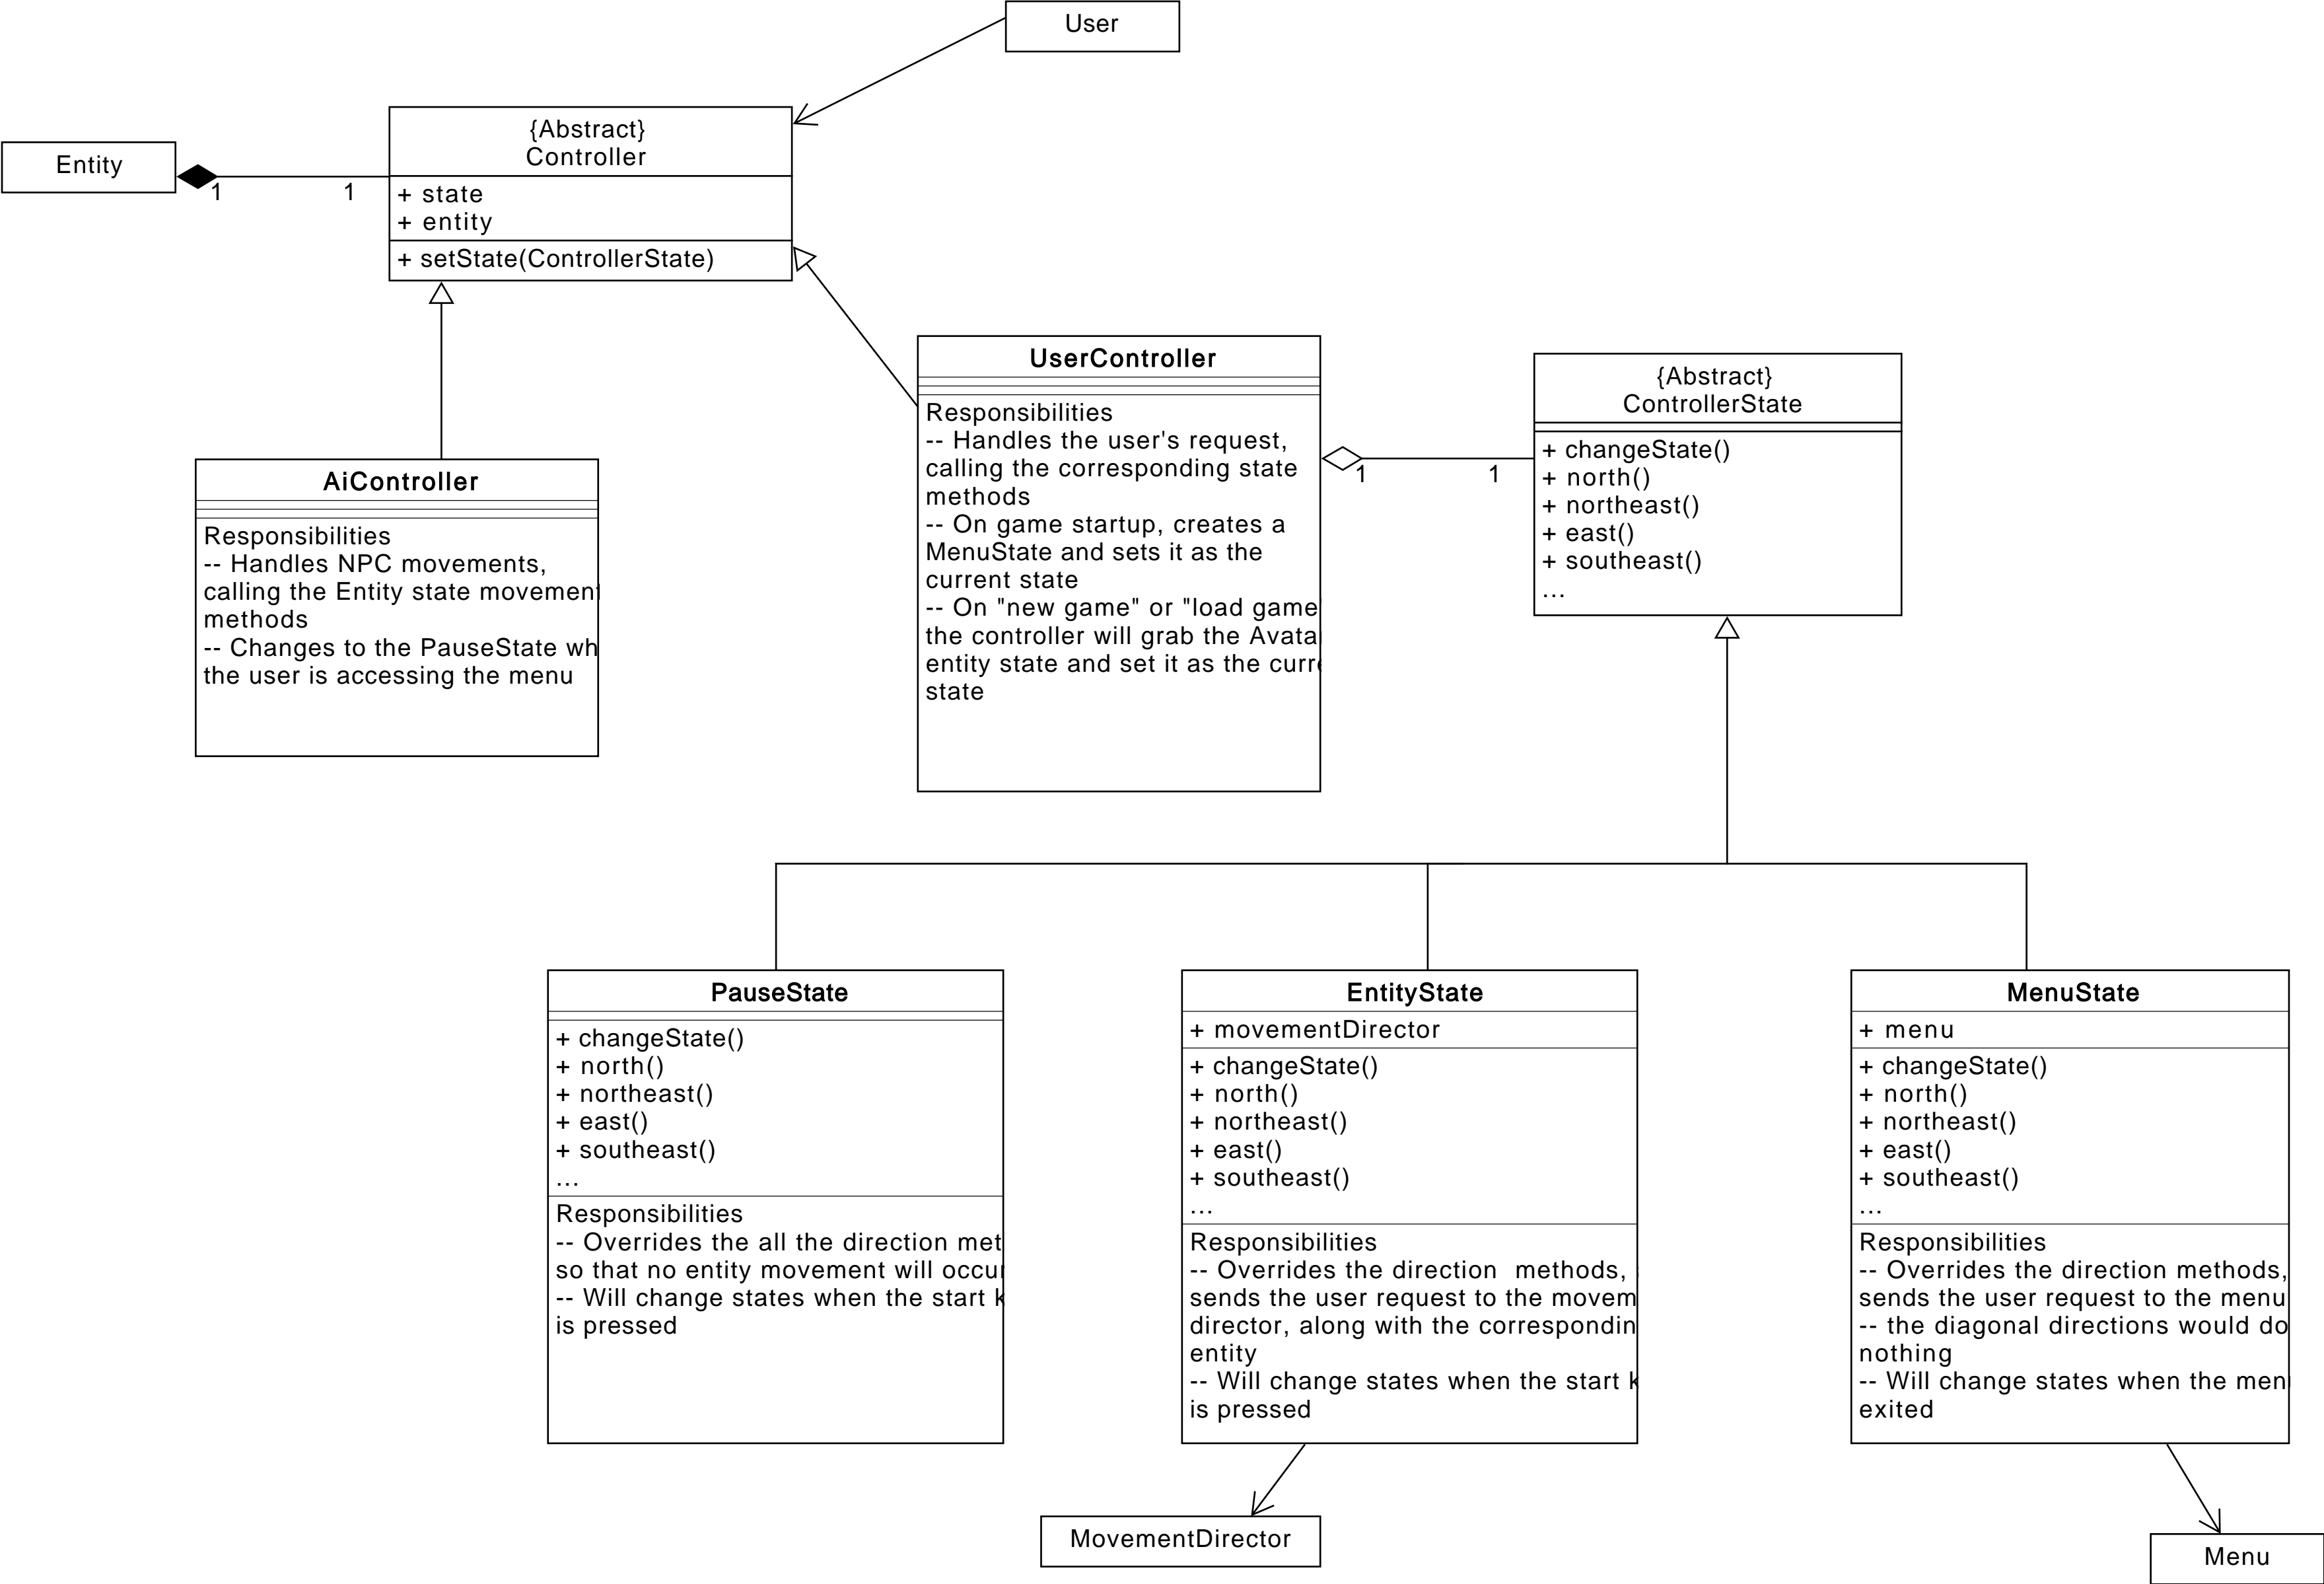 User
{Abstract}
Controller
+ state
+ entity
+ setState(ControllerState)
Entity
1
1
UserController
Responsibilities
-- Handles the user's request,
calling the corresponding state
methods
-- On game startup, creates a
MenuState and sets it as the
current state
-- On "new game" or "load game
the controller will grab the
entity state and set it as the
state
1
1
{Abstract}
ControllerState
+ changeState()
+ north()
+ northeast()
+ east()
+ southeast()
...
AiController
Responsibilities
-- Handles NPC movements,
calling the Entity state
methods
-- Changes to the PauseState
the user is accessing the menu
PauseState
+ changeState()
+ north()
+ northeast()
+ east()
+ southeast()
...
Responsibilities
-- Overrides the all the direction
so that no entity movement will
-- Will change states when the start
is pressed
EntityState
+ movementDirector
+ changeState()
+ north()
+ northeast()
+ east()
+ southeast()
...
Responsibilities
-- Overrides the direction  methods,
sends the user request to the
director, along with the
entity
-- Will change states when the start
is pressed
MenuState
+ menu
+ changeState()
+ north()
+ northeast()
+ east()
+ southeast()
...
Responsibilities
-- Overrides the direction methods,
sends the user request to the menu
-- the diagonal directions would do
nothing
-- Will change states when the
exited
MovementDirector
Menu